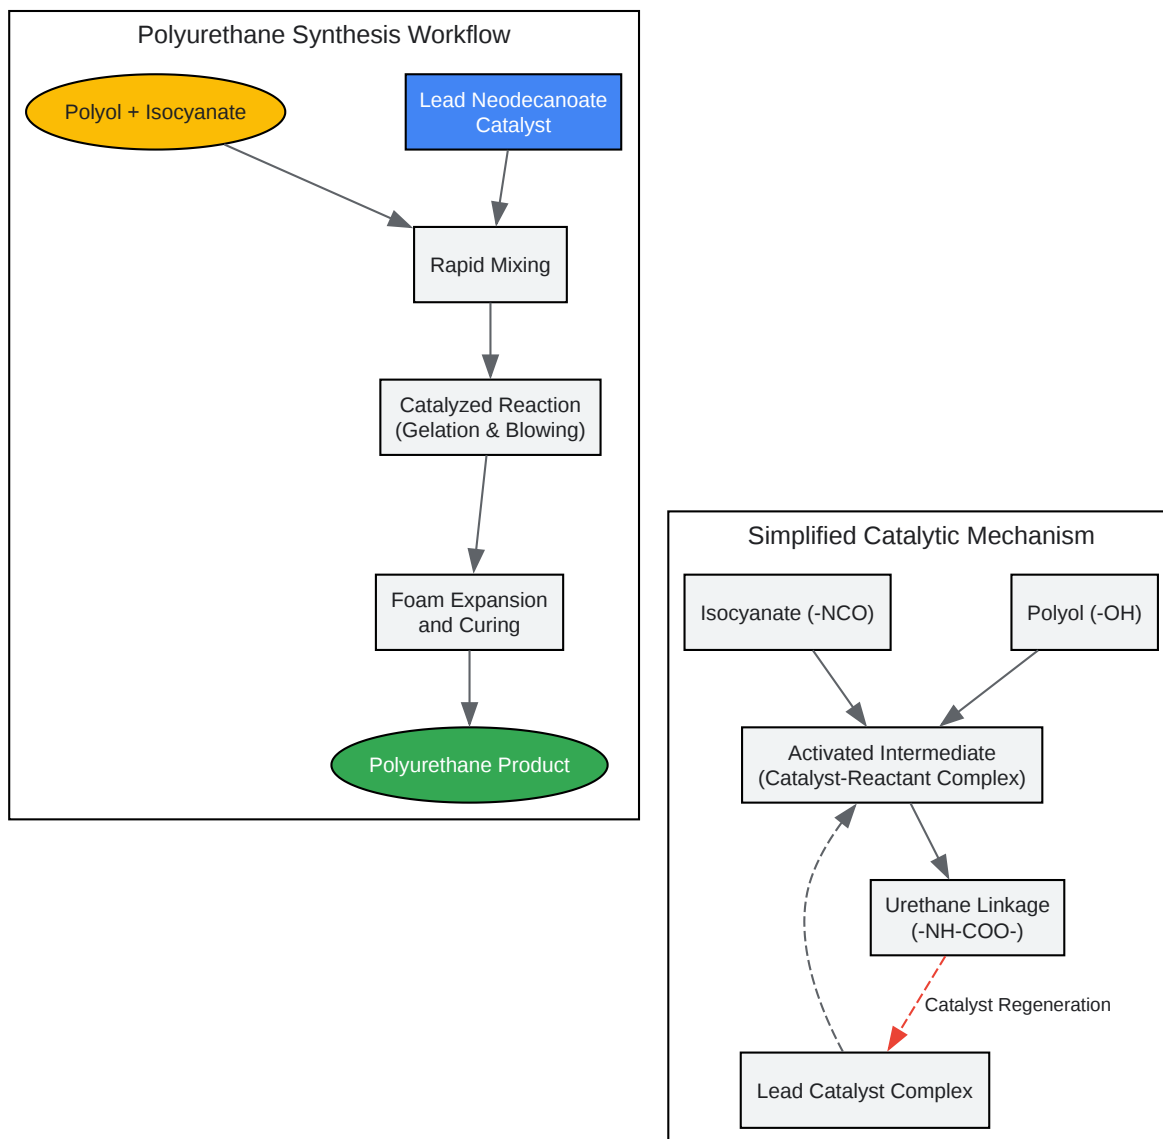 Polyurethane Synthesis Workflow
Polyol + Isocyanate
Lead Neodecanoate
Catalyst
Rapid Mixing
Catalyzed Reaction
(Gelation & Blowing)
Foam Expansion
and Curing
Polyurethane Product
Simplified Catalytic Mechanism
Isocyanate (-NCO)
Polyol (-OH)
Activated Intermediate
(Catalyst-Reactant Complex)
Urethane Linkage
(-NH-COO-)
Catalyst Regeneration
Lead Catalyst Complex